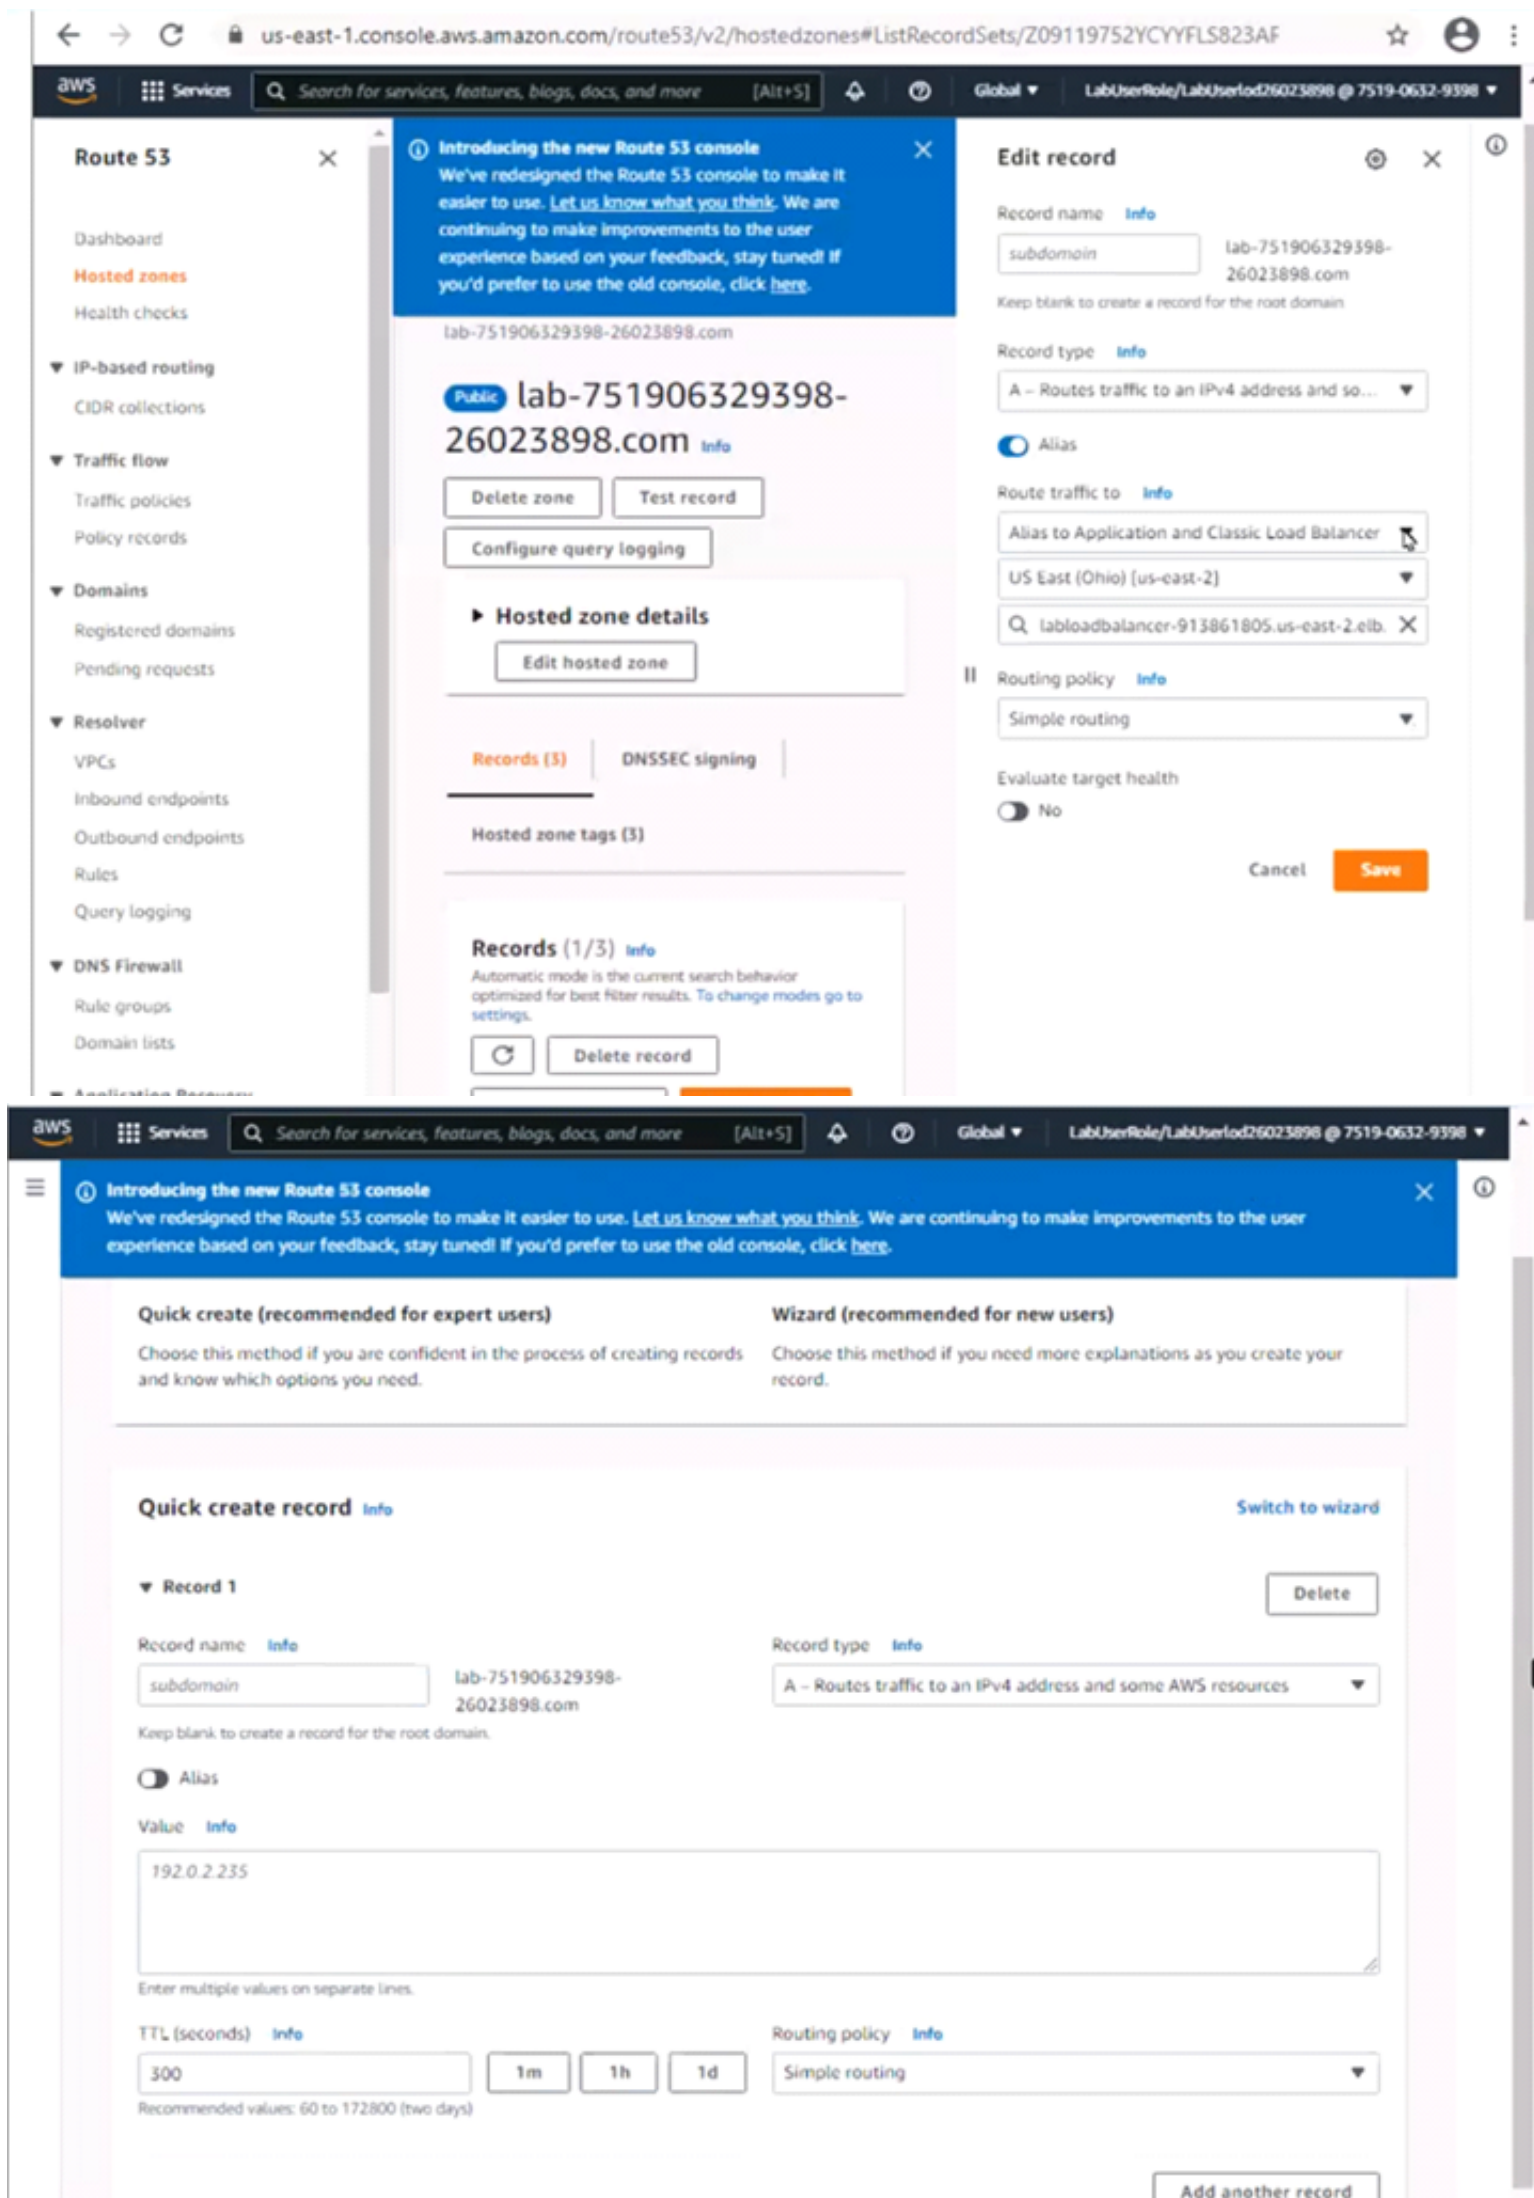 us-east-1.console.aws.amazon.com/route53/v2/hostedzones#ListRecordSets/Z09119752YCYYFLS823AF
aws
Services
Search for services, features, blogs, docs, and more
[Alt+S]
Global
LabUserRole/LabUserlod26023898 @ 7519-0632-9398
Route 53
Dashboard
Hosted zones
Health checks
IP-based routing
CIDR collections
Traffic flow
Traffic policies
Policy records
Domains
Registered domains
Pending requests
Resolver
VPCs
Inbound endpoints
Outbound endpoints
Rules
Query logging
DNS Firewall
Rule groups
Domain lists
Application Recovery
Introducing the new Route 53 console
We've redesigned the Route 53 console to make it
easier to use. Let us know what you think. We are
continuing to make improvements to the user
experience based on your feedback, stay tuned! If
you'd prefer to use the old console, click here.
lab-751906329398-26023898.com
Public lab-751906329398-
26023898.com Info
Delete zone
Test record
Configure query logging
Hosted zone details
Edit hosted zone
Records (3)
DNSSEC signing
Hosted zone tags (3)
Records (1/3) Info
Automatic mode is the current search behavior
optimized for best filter results. To change modes go to
settings.
Delete record
Edit record
Record name Info
subdomain
lab-751906329398-
26023898.com
Keep blank to create a record for the root domain
Record type Info
A – Routes traffic to an IPv4 address and so...
Alias
Route traffic to Info
Alias to Application and Classic Load Balancer
US East (Ohio) [us-east-2]
labloadbalancer-913861805.us-east-2.elb.
Routing policy Info
Simple routing
Evaluate target health
No
Cancel
Save
aws
Services
Search for services, features, blogs, docs, and more
[Alt+S]
Global
LabUserRole/LabUserlod26023898 @ 7519-0632-9398
Introducing the new Route 53 console
We've redesigned the Route 53 console to make it easier to use. Let us know what you think. We are continuing to make improvements to the user
experience based on your feedback, stay tuned! If you'd prefer to use the old console, click here.
Quick create (recommended for expert users)
Choose this method if you are confident in the process of creating records
and know which options you need.
Wizard (recommended for new users)
Choose this method if you need more explanations as you create your
record.
Quick create record Info
Switch to wizard
Record 1
Delete
Record name Info
subdomain
lab-751906329398-
26023898.com
Keep blank to create a record for the root domain.
Record type Info
A – Routes traffic to an IPv4 address and some AWS resources
Alias
Value Info
192.0.2.235
Enter multiple values on separate lines.
TTL (seconds) Info
300
1m
1h
1d
Recommended values: 60 to 172800 (two days)
Routing policy Info
Simple routing
Add another record